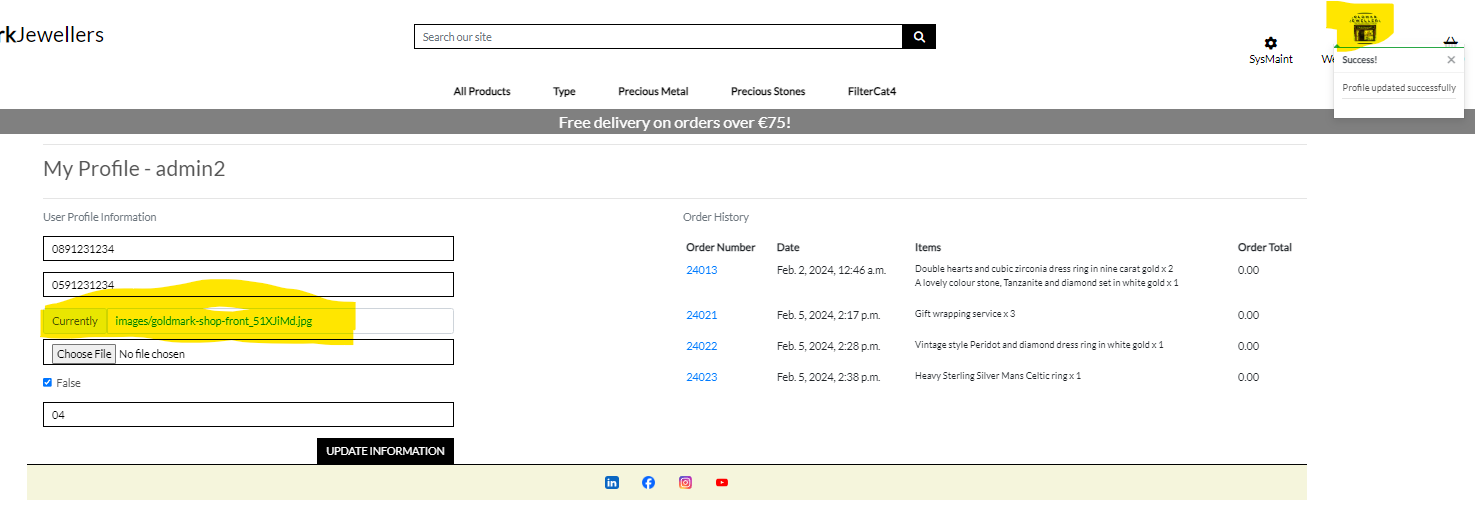 rkJewellers
Search our site
SysMaint
We
Success! ×
Profile updated successfully
All Products Type Precious Metal Precious Stones FilterCat4
Free delivery on orders over €75!
My Profile - admin2
User Profile Information
0891231234
0591231234
Currently images/goldmark-shop-front_51XJiMd.jpg
Choose File No file chosen
False
04
UPDATE INFORMATION
Order History
Order Number Date Items Order Total
24013 Feb. 2, 2024, 12:46 a.m. Double hearts and cubic zirconia dress ring in nine carat gold x 2 0.00
A lovely colour stone, Tanzanite and diamond set in white gold x 1
24021 Feb. 5, 2024, 2:17 p.m. Gift wrapping service x 3 0.00
24022 Feb. 5, 2024, 2:28 p.m. Vintage style Peridot and diamond dress ring in white gold x 1 0.00
24023 Feb. 5, 2024, 2:38 p.m. Heavy Sterling Silver Mans Celtic ring x 1 0.00